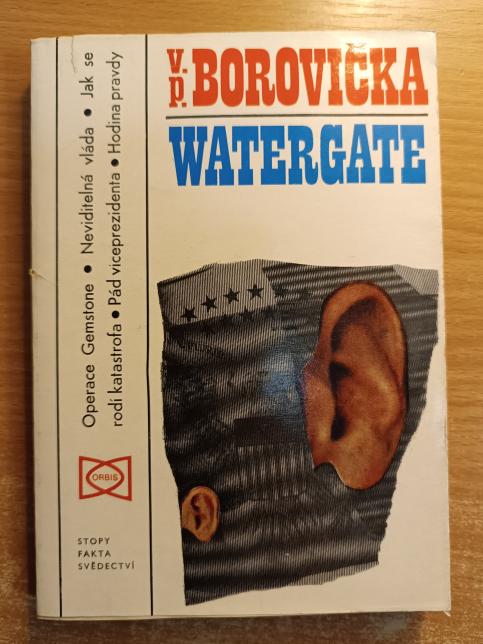 V. P. BOROVIČKA
WATERGATE
Operace Gemstone • Neviditelná vláda • Jak se
rodí katastrofa • Pád viceprezidenta • Hodina pravdy
ORBIS
STOPY
FAKTA
SVĚDECTVÍ